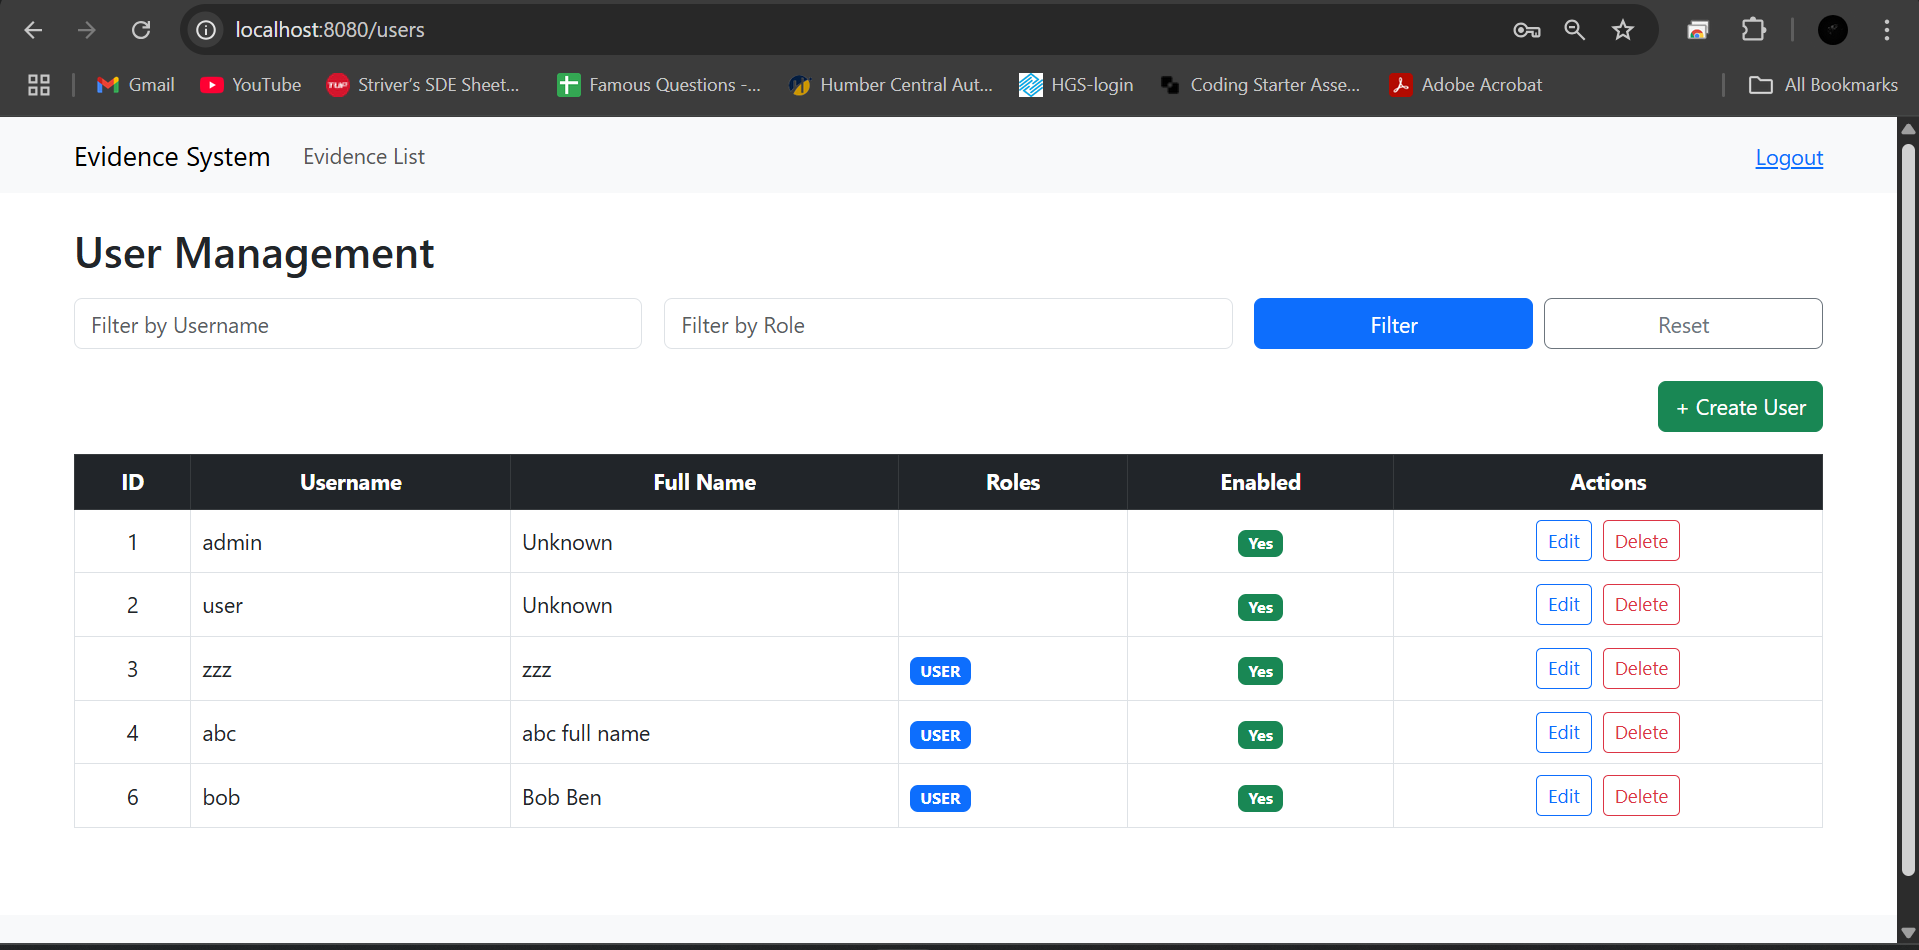 localhost:8080/users
Gmail YouTube Striver's SDE Sheet... Famous Questions -... Humber Central Aut... HGS-login Coding Starter Asse... Adobe Acrobat All Bookmarks
Evidence System Evidence List Logout
User Management
Filter by Username Filter by Role Filter Reset
+ Create User
ID Username Full Name Roles Enabled Actions
1 admin Unknown Yes Edit Delete
2 user Unknown Yes Edit Delete
3 zzz zzz USER Yes Edit Delete
4 abc abc full name USER Yes Edit Delete
6 bob Bob Ben USER Yes Edit Delete